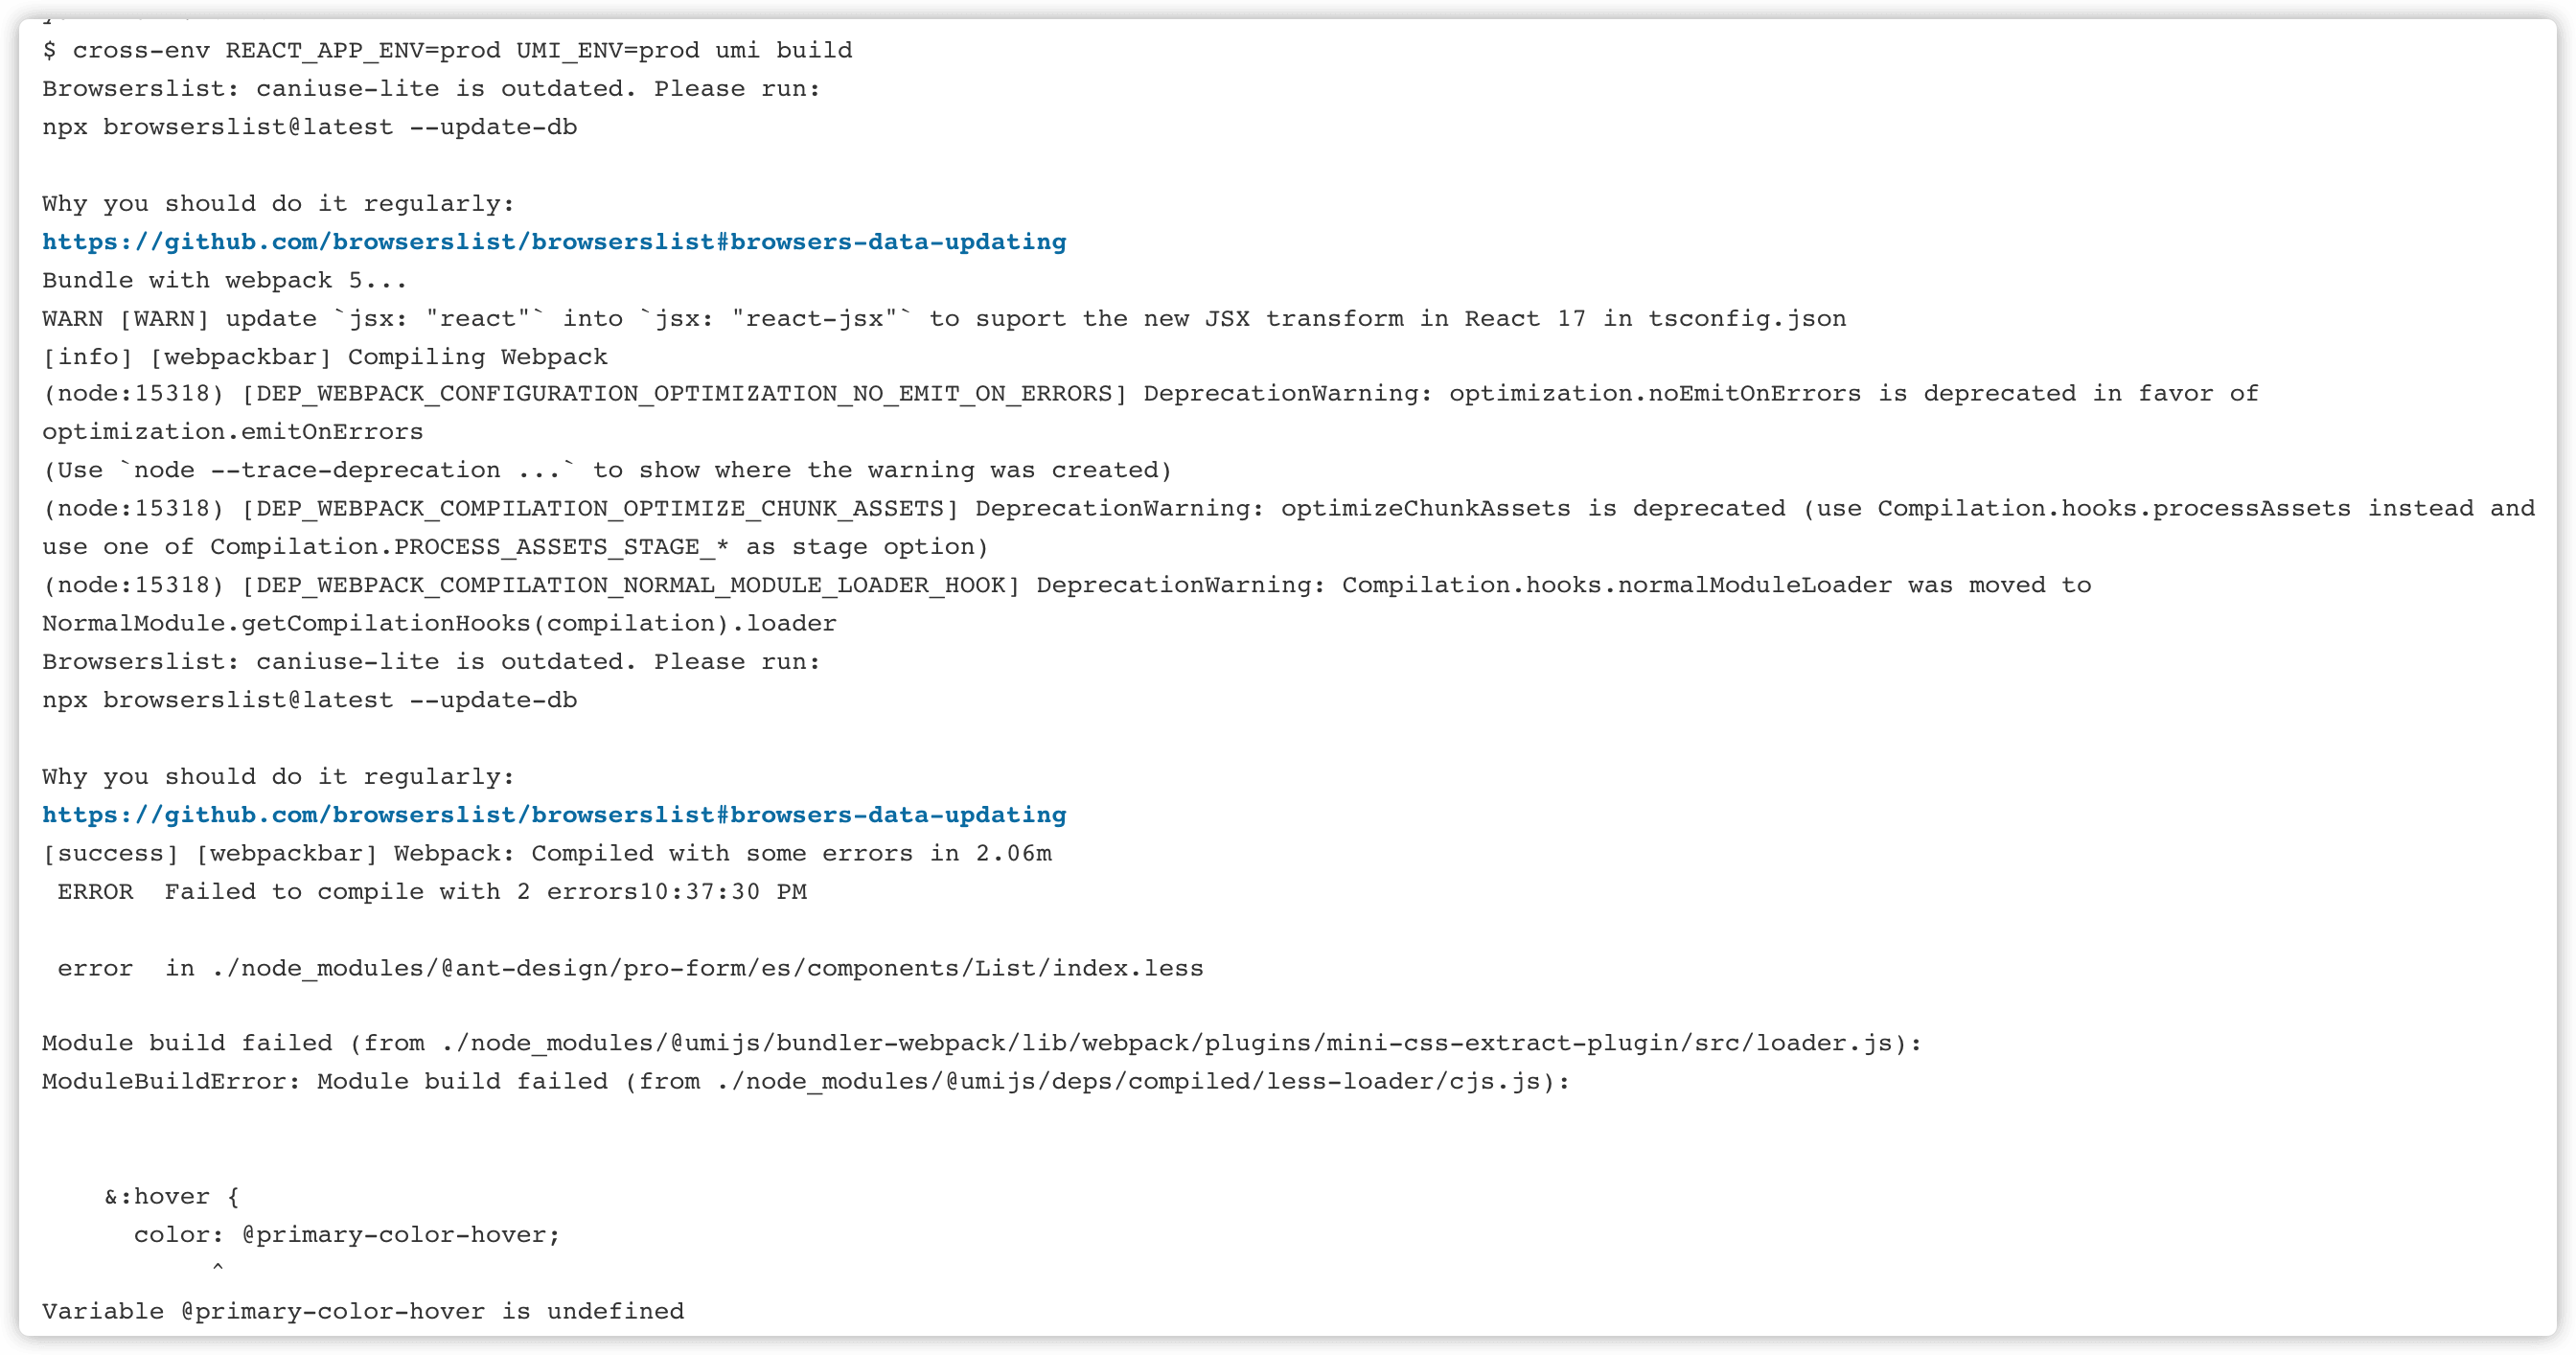 $ cross-env REACT_APP_ENV=prod UMI_ENV=prod umi build
Browserslist: caniuse-lite is outdated. Please run:
npx browserslist@latest --update-db
Why you should do it regularly:
https://github.com/browserslist/browserslist#browsers-data-updating
Bundle with webpack 5...
WARN [WARN] update `jsx: "react"` into `jsx: "react-jsx"` to suport the new JSX transform in React 17 in tsconfig.json
[info] [webpackbar] Compiling Webpack
(node:15318) [DEP_WEBPACK_CONFIGURATION_OPTIMIZATION_NO_EMIT_ON_ERRORS] DeprecationWarning: optimization.noEmitOnErrors is deprecated in favor of
optimization.emitOnErrors
(Use `node --trace-deprecation ...` to show where the warning was created)
(node:15318) [DEP_WEBPACK_COMPILATION_OPTIMIZE_CHUNK_ASSETS] DeprecationWarning: optimizeChunkAssets is deprecated (use Compilation.hooks.processAssets instead and
use one of Compilation.PROCESS_ASSETS_STAGE_* as stage option)
(node:15318) [DEP_WEBPACK_COMPILATION_NORMAL_MODULE_LOADER_HOOK] DeprecationWarning: Compilation.hooks.normalModuleLoader was moved to
NormalModule.getCompilationHooks(compilation).loader
Browserslist: caniuse-lite is outdated. Please run:
npx browserslist@latest --update-db
Why you should do it regularly:
https://github.com/browserslist/browserslist#browsers-data-updating
[success] [webpackbar] Webpack: Compiled with some errors in 2.06m
ERROR  Failed to compile with 2 errors10:37:30 PM
error  in ./node_modules/@ant-design/pro-form/es/components/List/index.less
Module build failed (from ./node_modules/@umijs/bundler-webpack/lib/webpack/plugins/mini-css-extract-plugin/src/loader.js):
ModuleBuildError: Module build failed (from ./node_modules/@umijs/deps/compiled/less-loader/cjs.js):
&:hover {
color: @primary-color-hover;
^
Variable @primary-color-hover is undefined